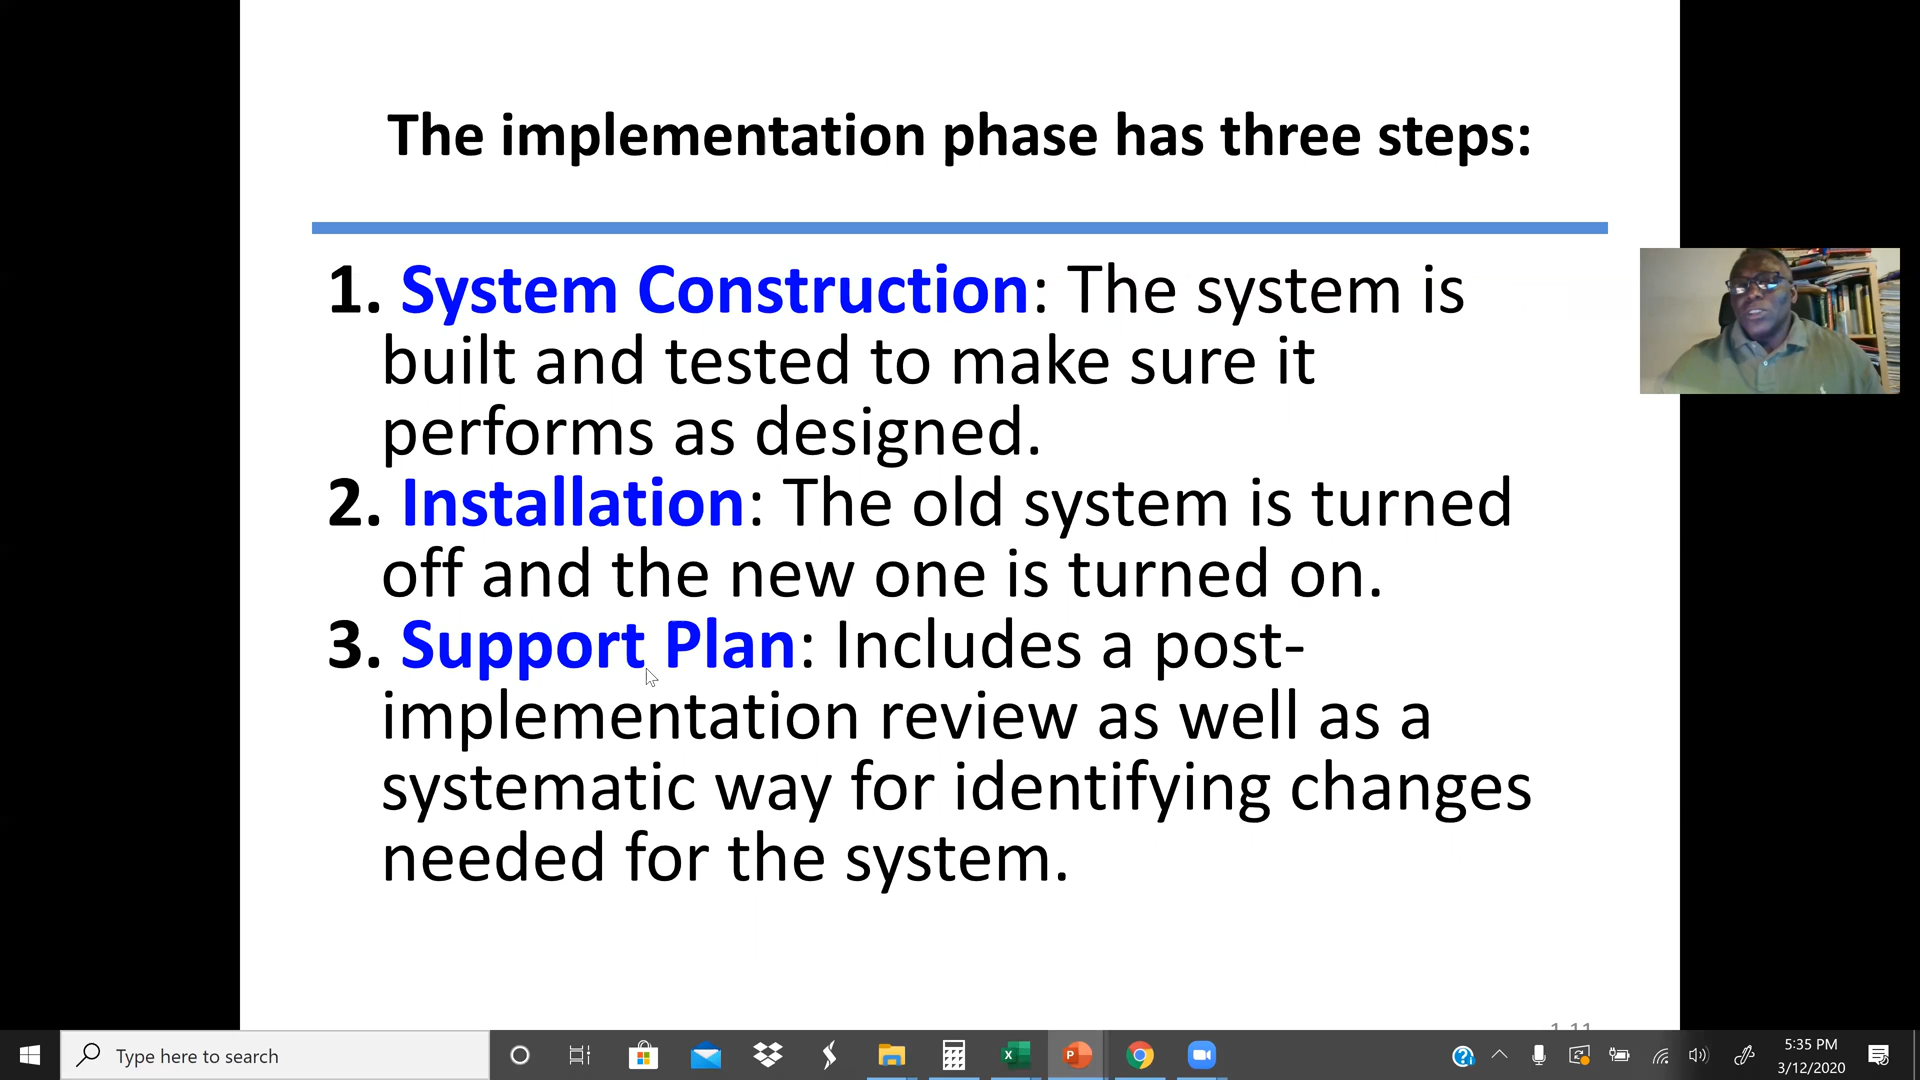 The implementation phase has three steps:
1. System Construction: The system is
built and tested to make sure it
performs as designed.
2. Installation: The old system is turned
off and the new one is turned on.
3. Support Plan: Includes a post-
implementation review as well as a
systematic way for identifying changes
needed for the system.
Type here to search
5:35 PM
3/12/2020